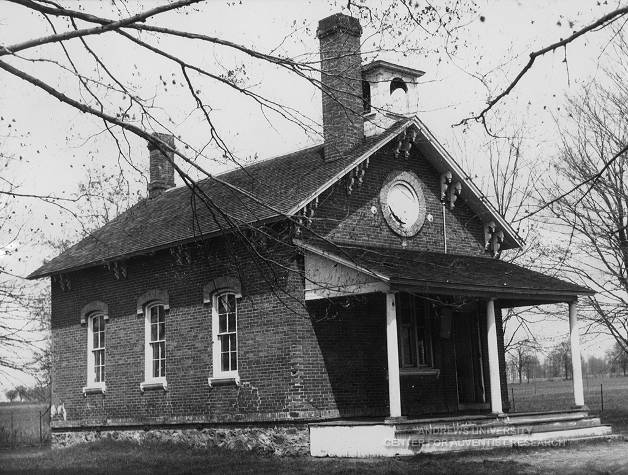 ANDREWS UNIVERSITY
CENTER for ADVENTIST RESEARCH